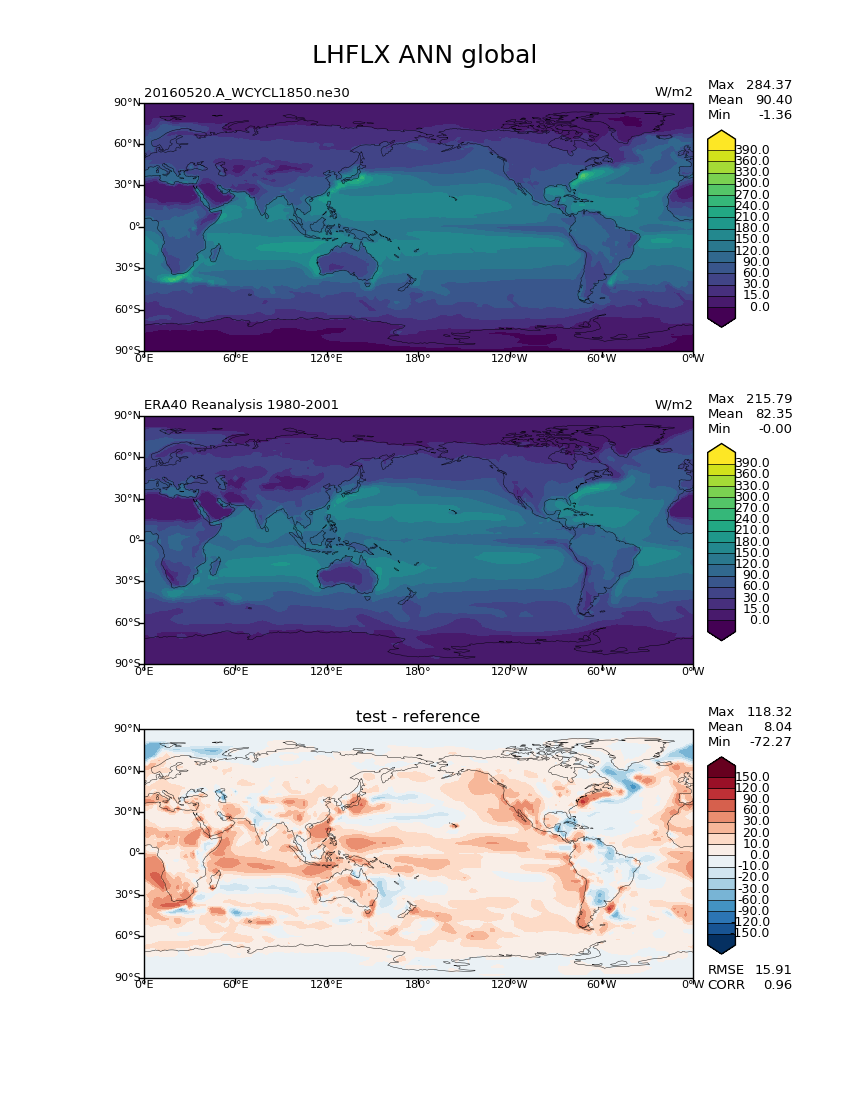 LHFLX ANN global
20160520.A_WCYCL1850.ne30
W/m2
Max 284.37
Mean 90.40
Min -1.36
90°N
60°N
30°N
0°
30°S
60°S
90°S
0°E 60°E 120°E 180° 120°W 60°W 0°W
390.0
360.0
330.0
300.0
270.0
240.0
210.0
180.0
150.0
120.0
90.0
60.0
30.0
15.0
0.0
ERA40 Reanalysis 1980-2001
W/m2
Max 215.79
Mean 82.35
Min -0.00
90°N
60°N
30°N
0°
30°S
60°S
90°S
0°E 60°E 120°E 180° 120°W 60°W 0°W
390.0
360.0
330.0
300.0
270.0
240.0
210.0
180.0
150.0
120.0
90.0
60.0
30.0
15.0
0.0
test - reference
Max 118.32
Mean 8.04
Min -72.27
90°N
60°N
30°N
0°
30°S
60°S
90°S
0°E 60°E 120°E 180° 120°W 60°W 0°W
150.0
120.0
90.0
60.0
30.0
20.0
10.0
0.0
-10.0
-20.0
-30.0
-60.0
-90.0
-120.0
-150.0
RMSE 15.91
CORR 0.96